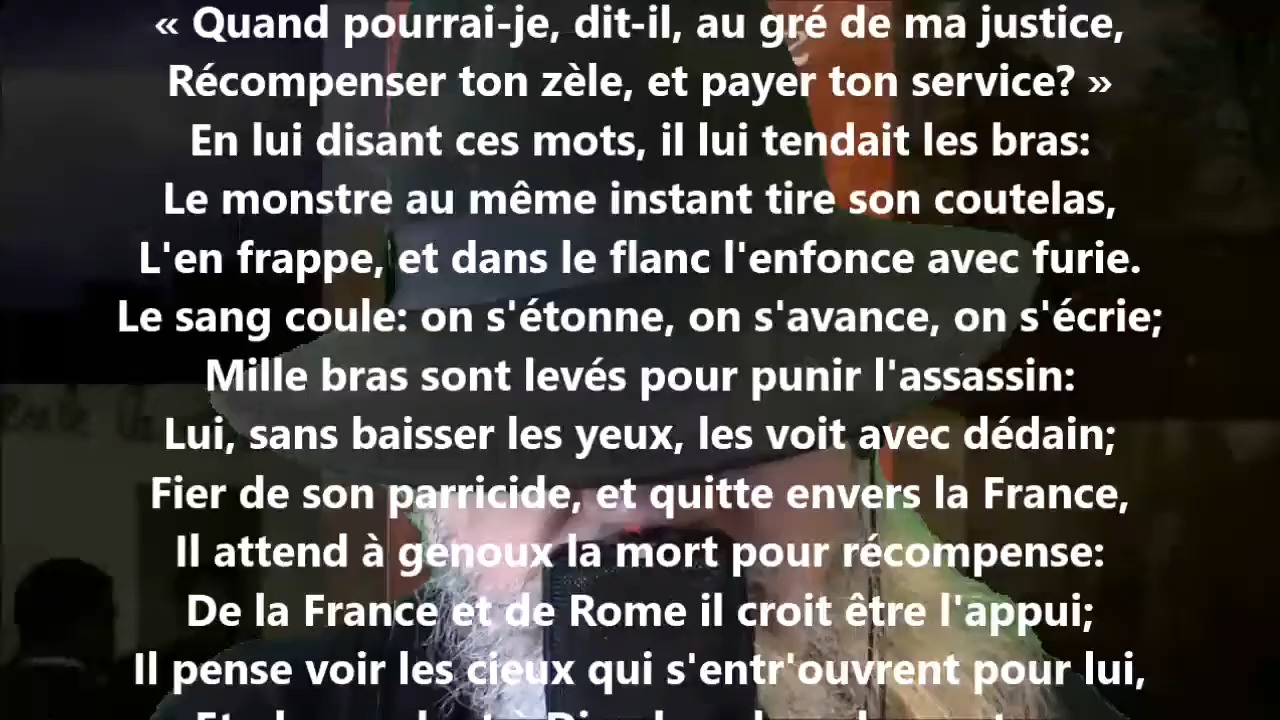 « Quand pourrai-je, dit-il, au gré de ma justice,
Récompenser ton zèle, et payer ton service? »
En lui disant ces mots, il lui tendait les bras:
Le monstre au même instant tire son coutelas,
L'en frappe, et dans le flanc l'enfonce avec furie.
Le sang coule: on s'étonne, on s'avance, on s'écrie;
Mille bras sont levés pour punir l'assassin:
Lui, sans baisser les yeux, les voit avec dédain;
Fier de son parricide, et quitte envers la France,
Il attend à genoux la mort pour récompense:
De la France et de Rome il croit être l'appui;
Il pense voir les cieux qui s'entr'ouvrent pour lui,